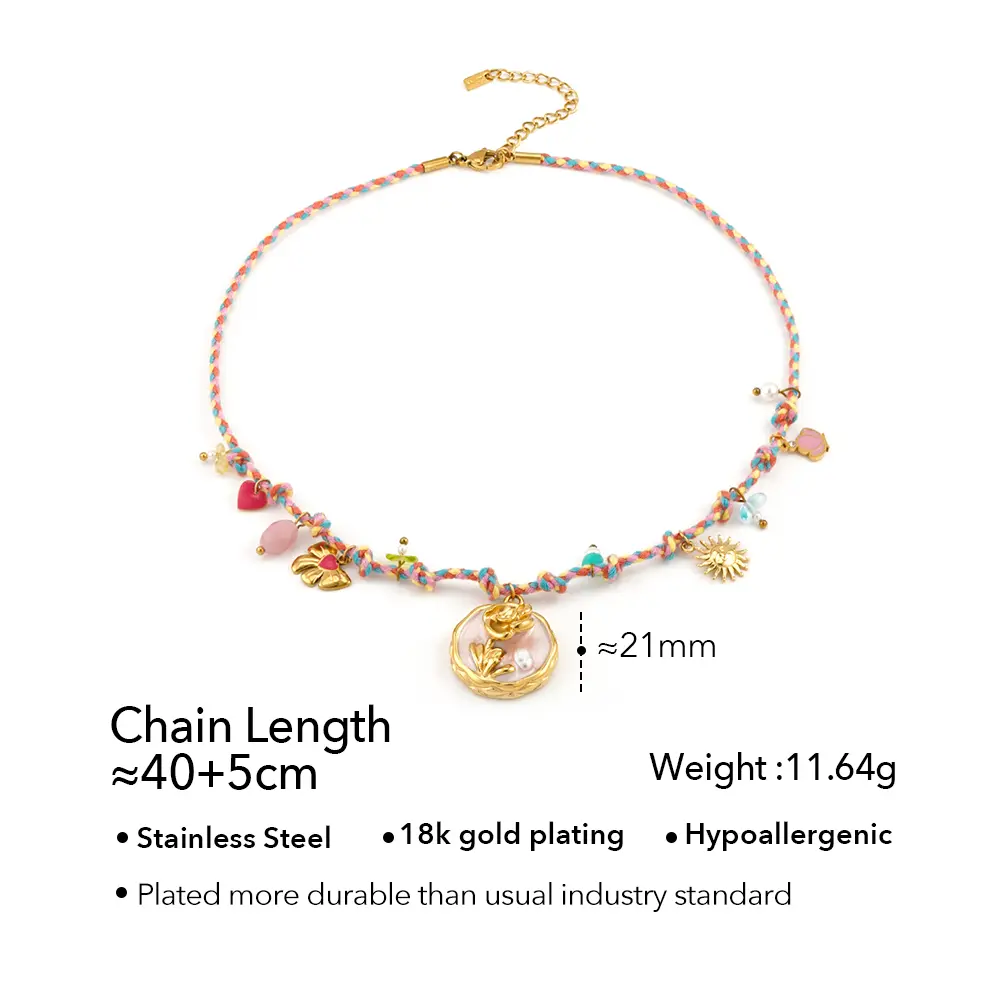 ≈21mm
Chain Length
≈40+5cm
Weight :11.64g
• Stainless Steel
• 18k gold plating
• Hypoallergenic
• Plated more durable than usual industry standard